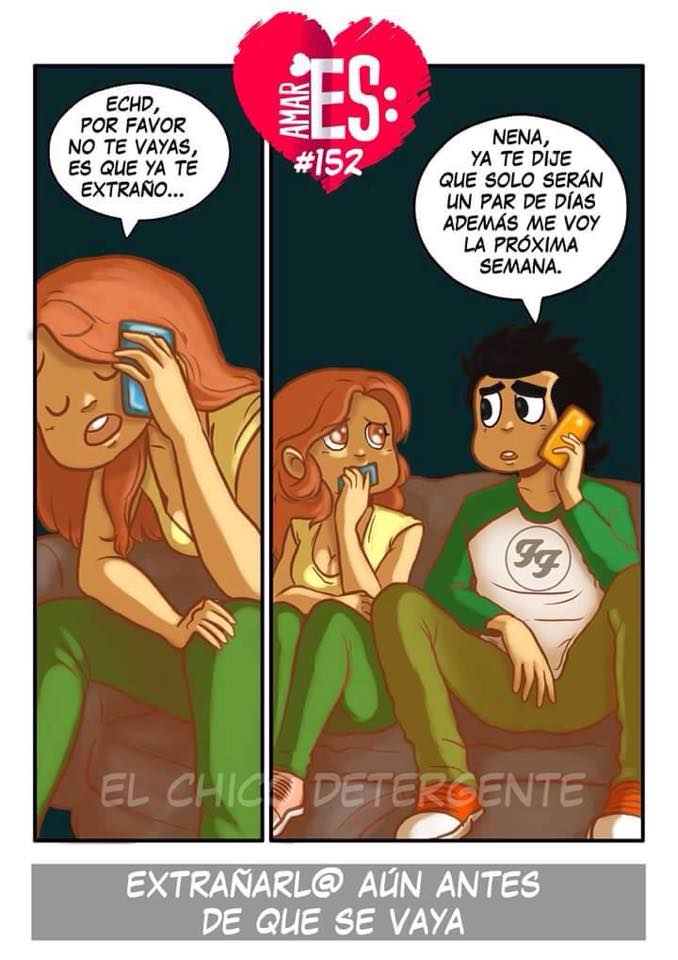 AMAR
ES:
#152
ECHD,
POR FAVOR
NO TE VAYAS,
ES QUE YA TE
EXTRAÑO...
NENA,
YA TE DIJE
QUE SOLO SERÁN
UN PAR DE DÍAS
ADEMÁS ME VOY
LA PRÓXIMA
SEMANA.
FF
EL CHICO DETERGENTE
EXTRAÑARL@ AÚN ANTES
DE QUE SE VAYA